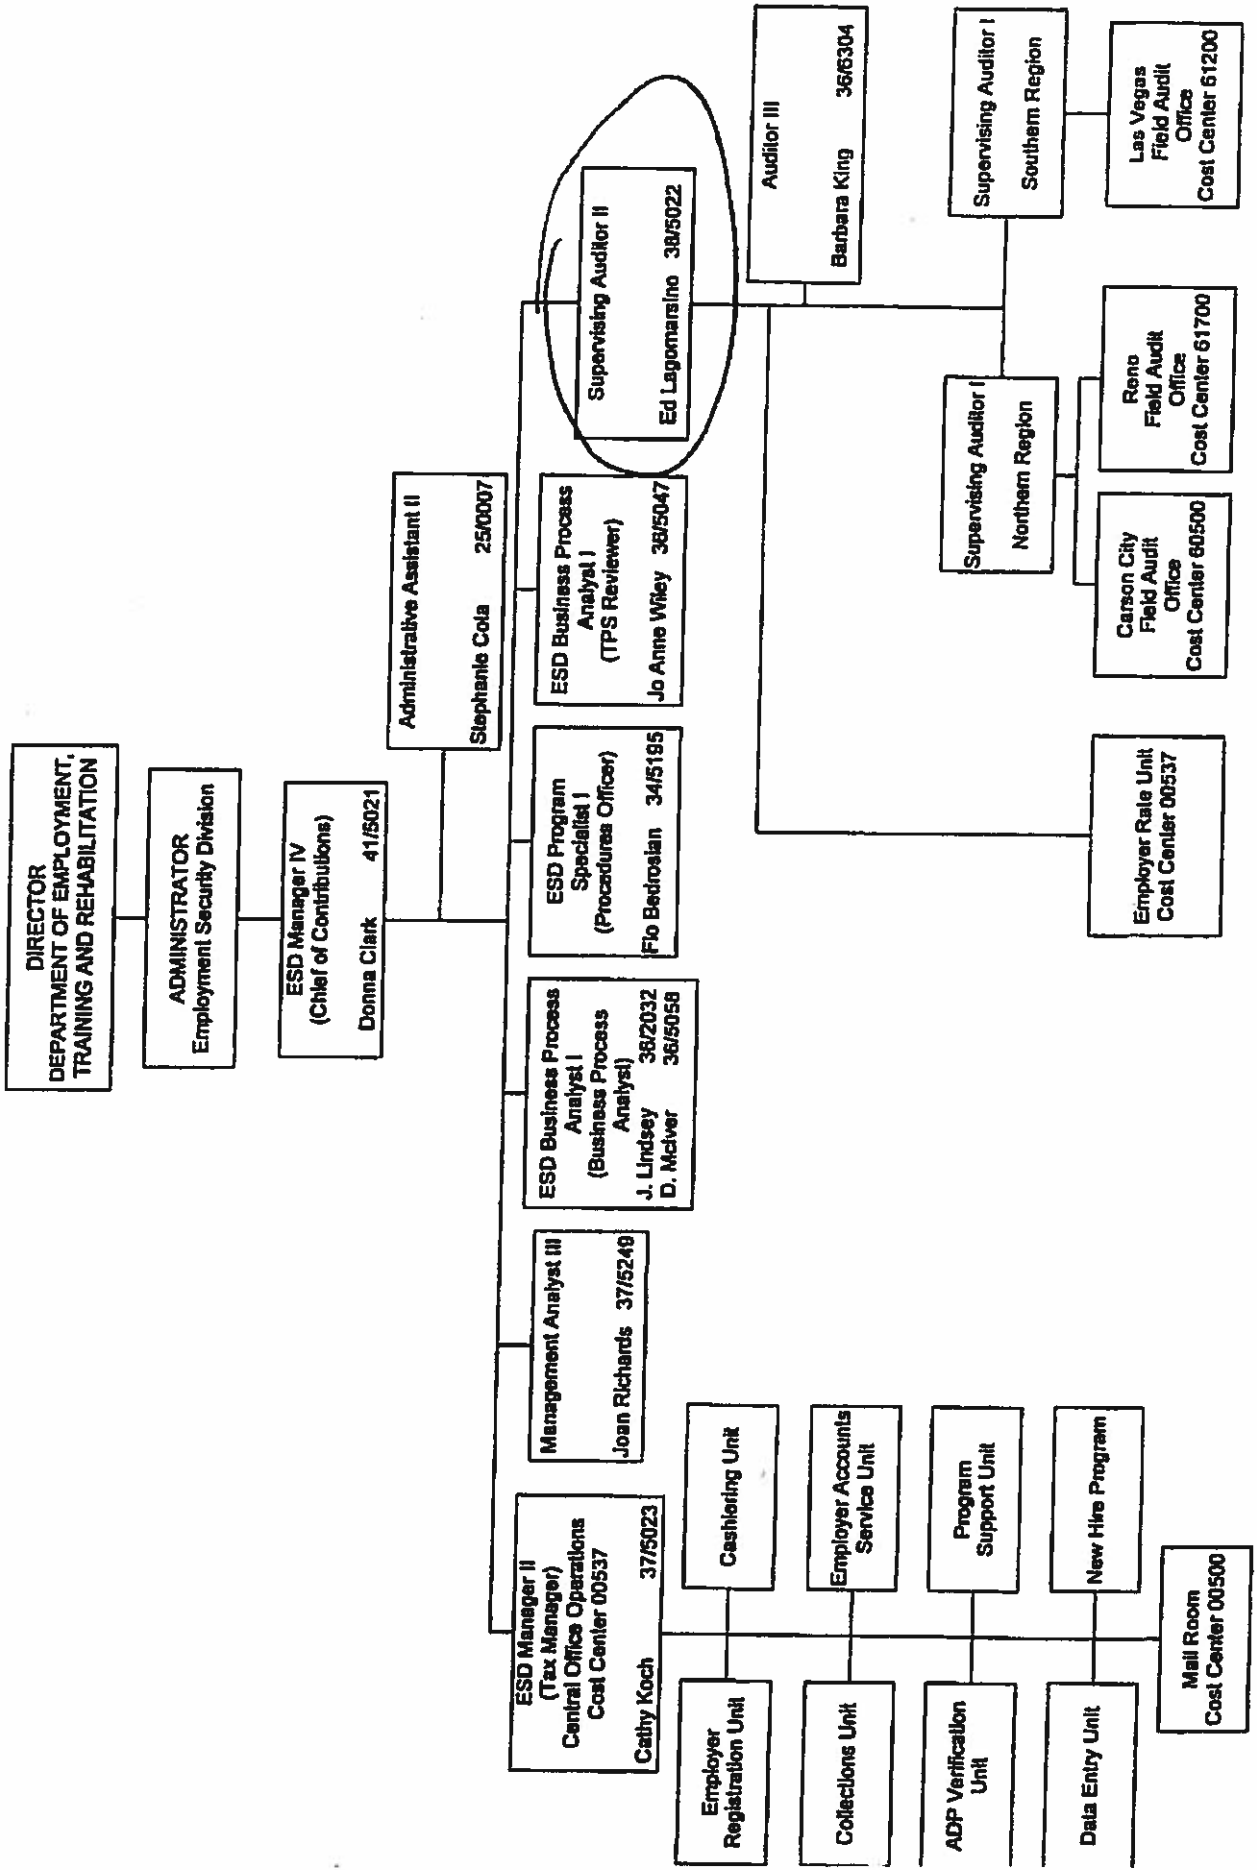 DIRECTOR
DEPARTMENT OF EMPLOYMENT,
TRAINING AND REHABILITATION
ADMINISTRATOR
Employment Security Division
ESD Manager IV
(Chief of Contributions)
Donna Clark 41/5021
Administrative Assistant II
Stephanie Cola 25/0007
ESD Manager II
(Tax Manager)
Central Office Operations
Cost Center 00537
Cathy Koch 37/5023
Management Analyst III
Joan Richards 37/5249
ESD Business Process
Analyst I
(Business Process
Analyst)
J. Lindsey 36/2032
D. McIver 36/5058
ESD Program
Specialist I
(Procedures Officer)
Flo Bedrosian 34/5195
ESD Business Process
Analyst I
(TPS Reviewer)
Jo Anne Wiley 36/5047
Supervising Auditor II
Ed Lagomarsino 38/5022
Auditor III
Barbara King 36/6304
Employer
Registration Unit
Cashiering Unit
Collections Unit
Employer Accounts
Service Unit
ADP Verification
Unit
Program
Support Unit
Data Entry Unit
New Hire Program
Mail Room
Cost Center 00500
Employer Rate Unit
Cost Center 00537
Supervising Auditor I
Northern Region
Supervising Auditor I
Southern Region
Carson City
Field Audit
Office
Cost Center 60500
Reno
Field Audit
Office
Cost Center 61700
Las Vegas
Field Audit
Office
Cost Center 61200